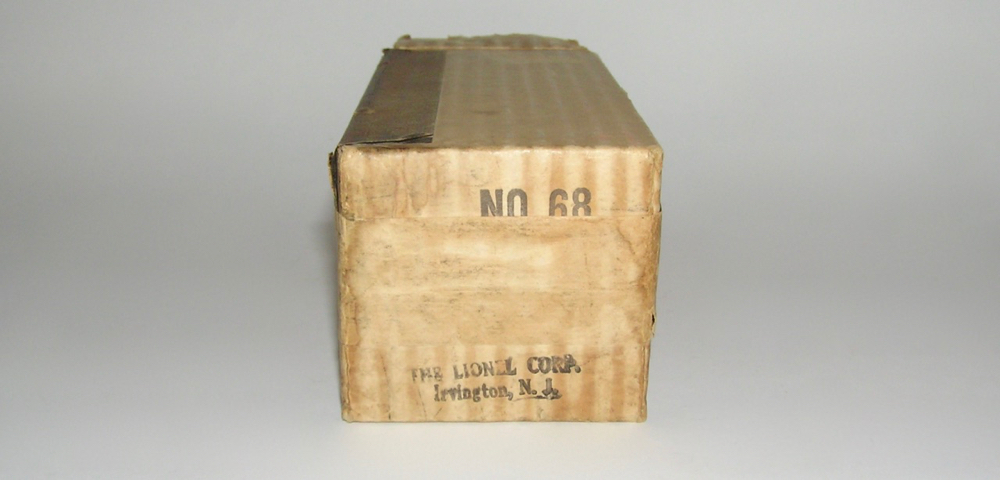 NO 68
THE LIONEL CORP.
Irvington, N. J.